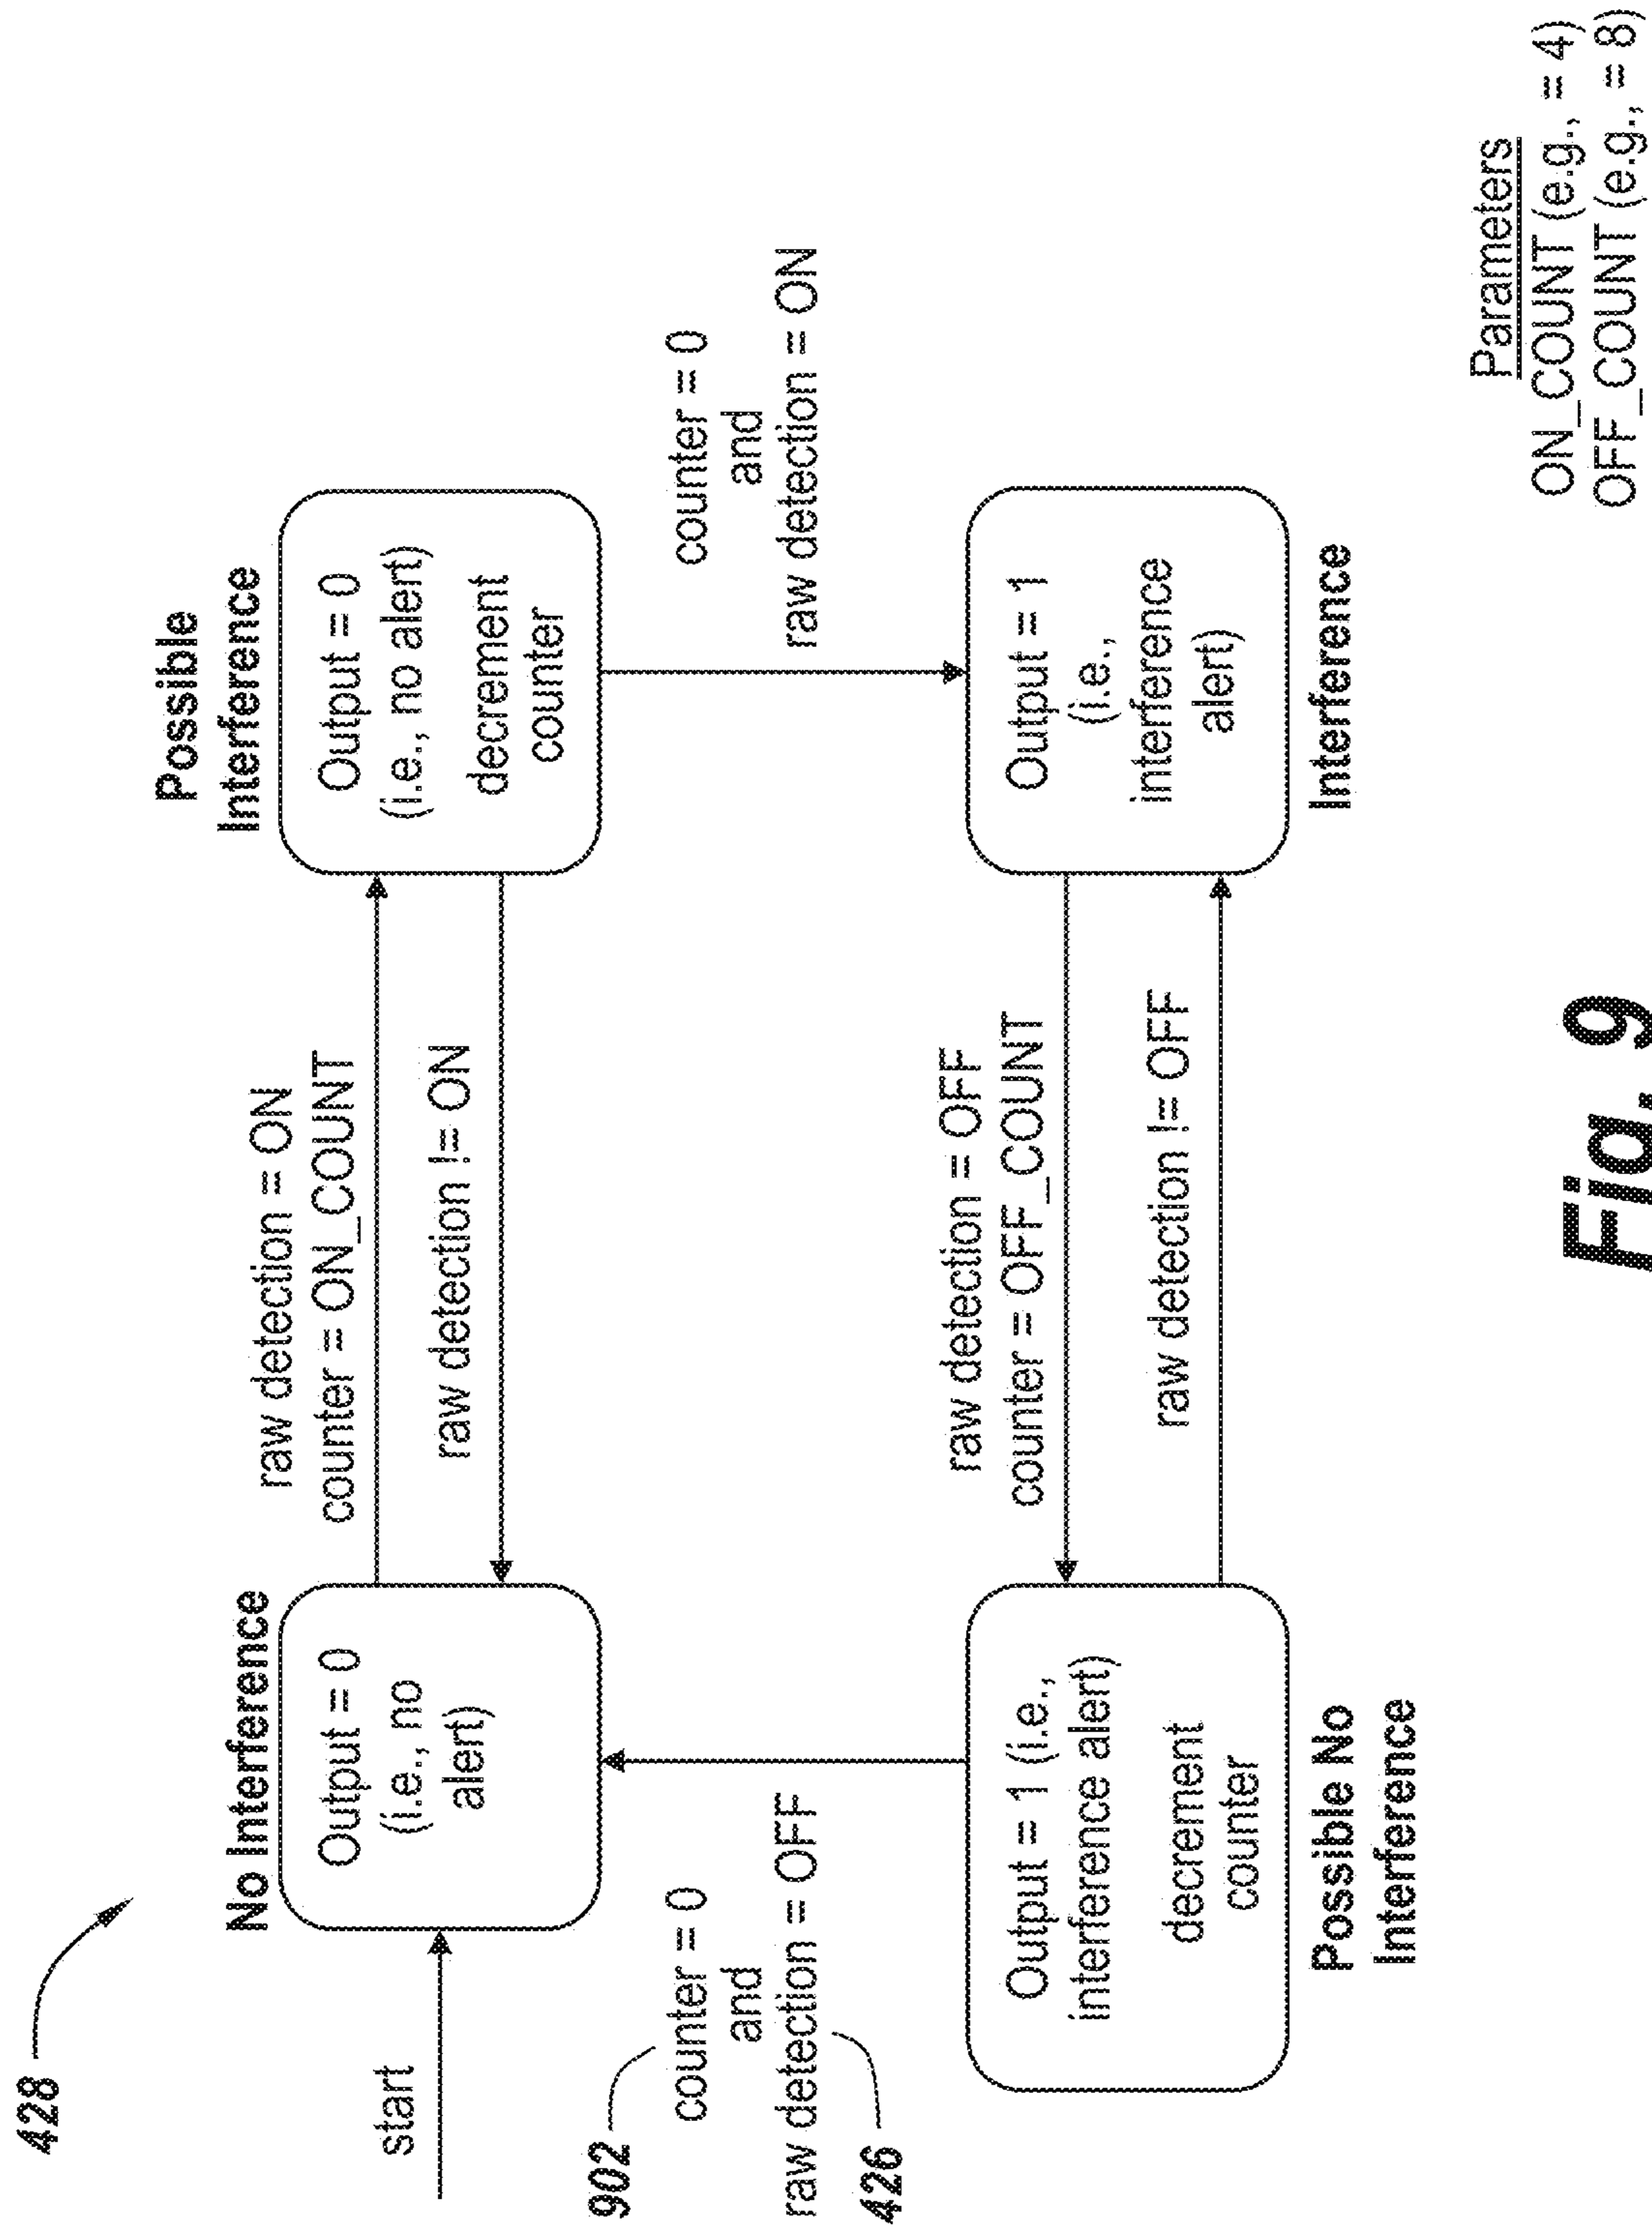 428
start
No Interference
Output = 0
(i.e., no
alert)
raw detection = ON
counter = ON_COUNT
raw detection != ON
Possible
Interference
Output = 0
(i.e., no alert)
decrement
counter
902
counter = 0
and
raw detection = OFF
426
counter = 0
and
raw detection = ON
Output = 1 (i.e.,
interference alert)
decrement
counter
Possible No
Interference
raw detection = OFF
counter = OFF_COUNT
raw detection != OFF
Output = 1
(i.e.,
interference
alert)
Interference
Parameters
ON_COUNT (e.g., = 4)
OFF_COUNT (e.g., = 8)
Fig. 9